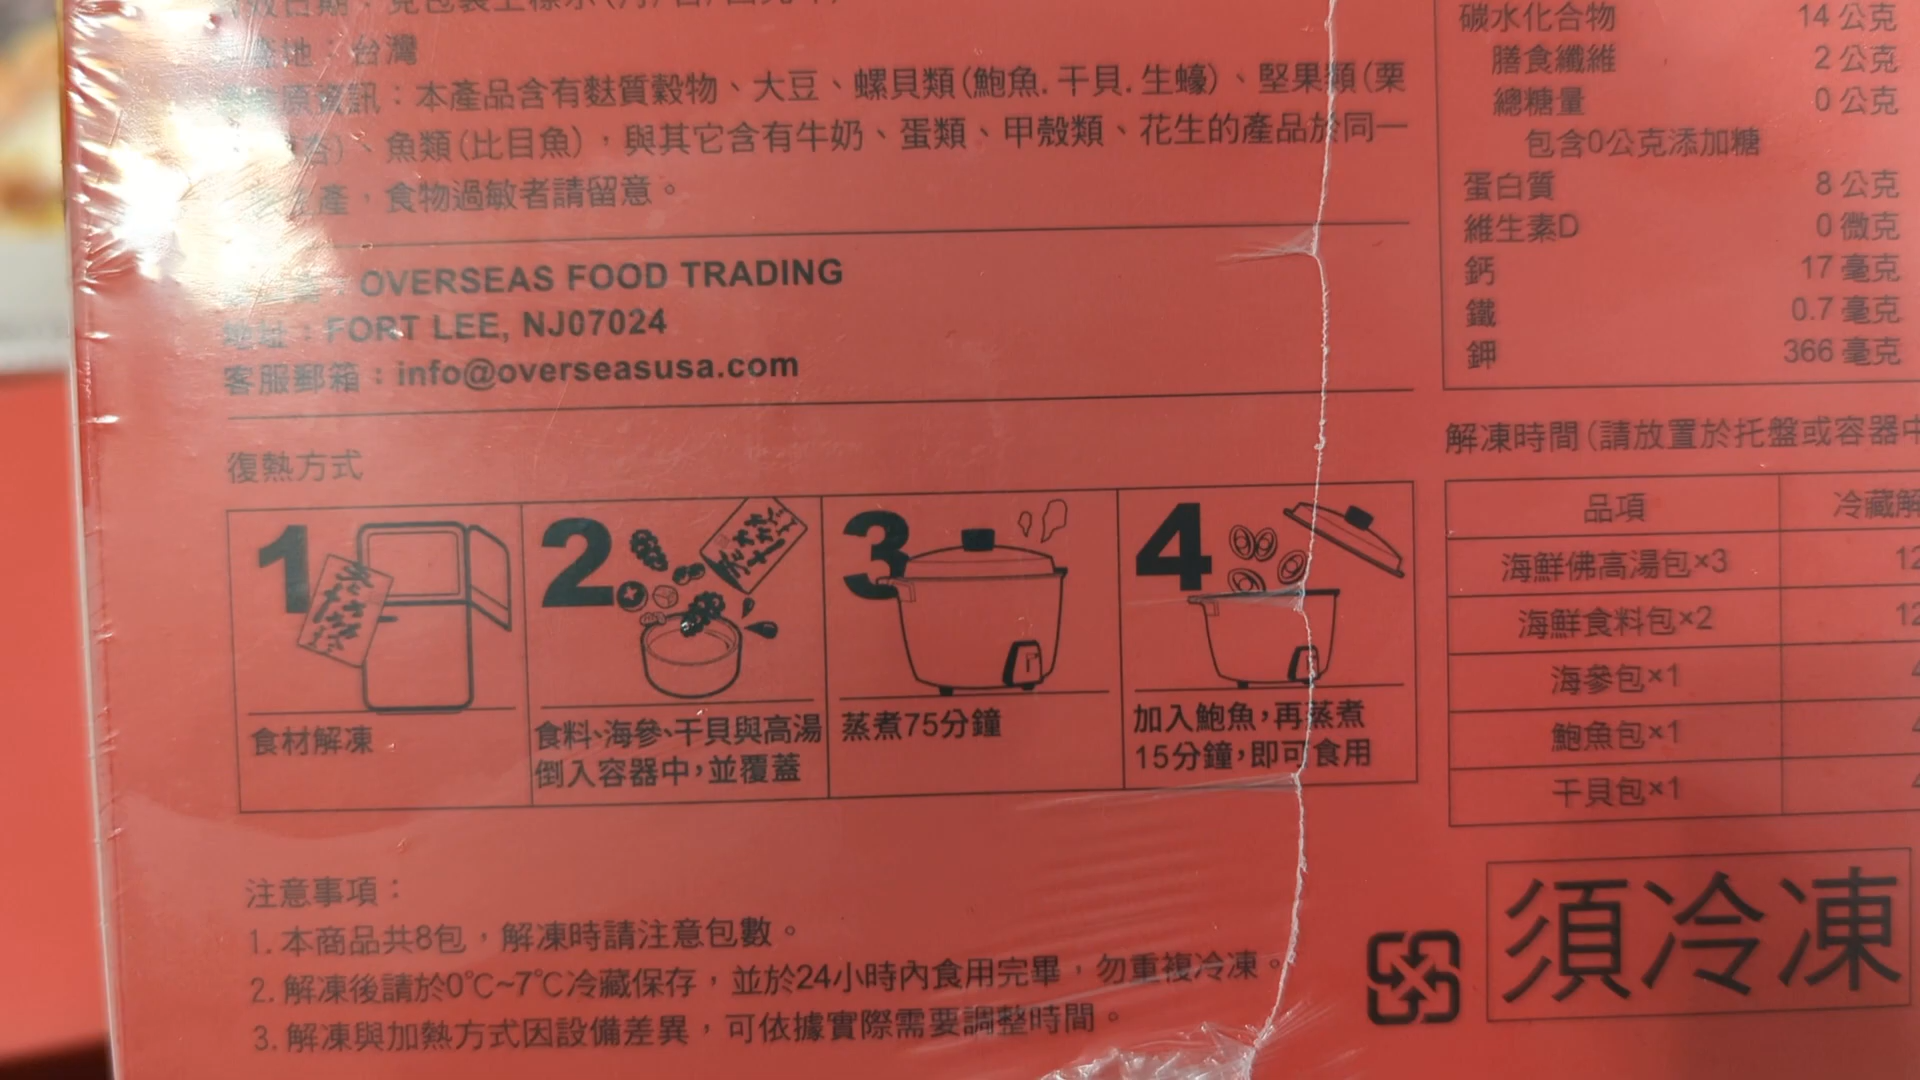 地：台灣
訊：本產品含有麩質穀物、大豆、螺貝類(鮑魚.干貝.生蠔)、堅果類(栗
、魚類(比目魚)，與其它含有牛奶、蛋類、甲殼類、花生的產品於同一
產，食物過敏者請留意。
OVERSEAS FOOD TRADING
地址：FORT LEE, NJ07024
客服郵箱：info@overseasusa.com
復熱方式
1
食材解凍
2
食料、海參、干貝與高湯
倒入容器中，並覆蓋
3
蒸煮75分鐘
4
加入鮑魚，再蒸煮
15分鐘，即可食用
注意事項：
1. 本商品共8包，解凍時請注意包數。
2. 解凍後請於0℃~7℃冷藏保存，並於24小時內食用完畢，勿重複冷凍。
3. 解凍與加熱方式因設備差異，可依據實際需要調整時間。
碳水化合物 14 公克
膳食纖維 2 公克
總糖量 0 公克
包含0公克添加糖
蛋白質 8 公克
維生素D 0 微克
鈣 17 毫克
鐵 0.7 毫克
鉀 366 毫克
解凍時間(請放置於托盤或容器中
品項 冷藏解
海鮮佛高湯包×3 12
海鮮食料包×2 12
海參包×1
鮑魚包×1
干貝包×1
須冷凍